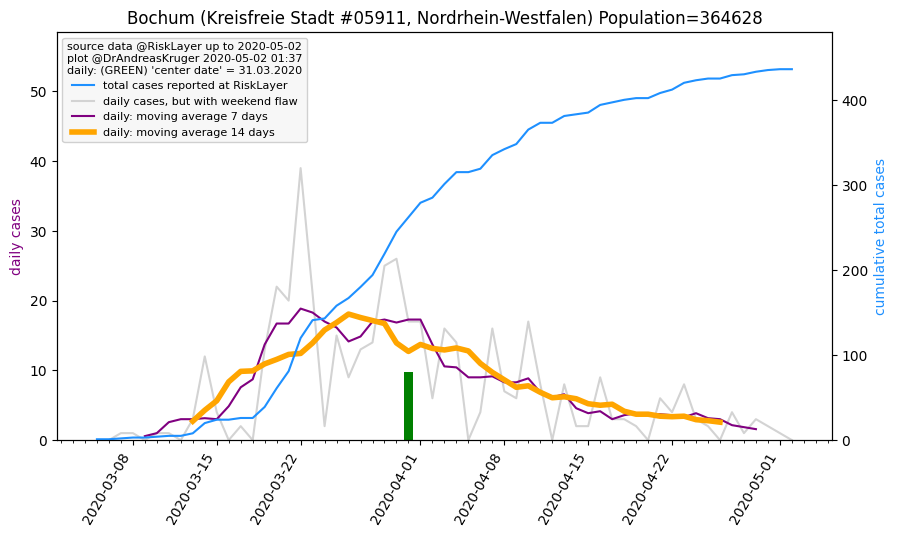 Bochum (Kreisfreie Stadt #05911, Nordrhein-Westfalen) Population=364628
source data @RiskLayer up to 2020-05-02
plot @DrAndreasKruger 2020-05-02 01:37
daily: (GREEN) 'center date' = 31.03.2020
total cases reported at RiskLayer
daily cases, but with weekend flaw
daily: moving average 7 days
daily: moving average 14 days
daily cases
50
40
30
20
10
0
cumulative total cases
400
300
200
100
0
2020-03-08
2020-03-15
2020-03-22
2020-04-01
2020-04-08
2020-04-15
2020-04-22
2020-05-01